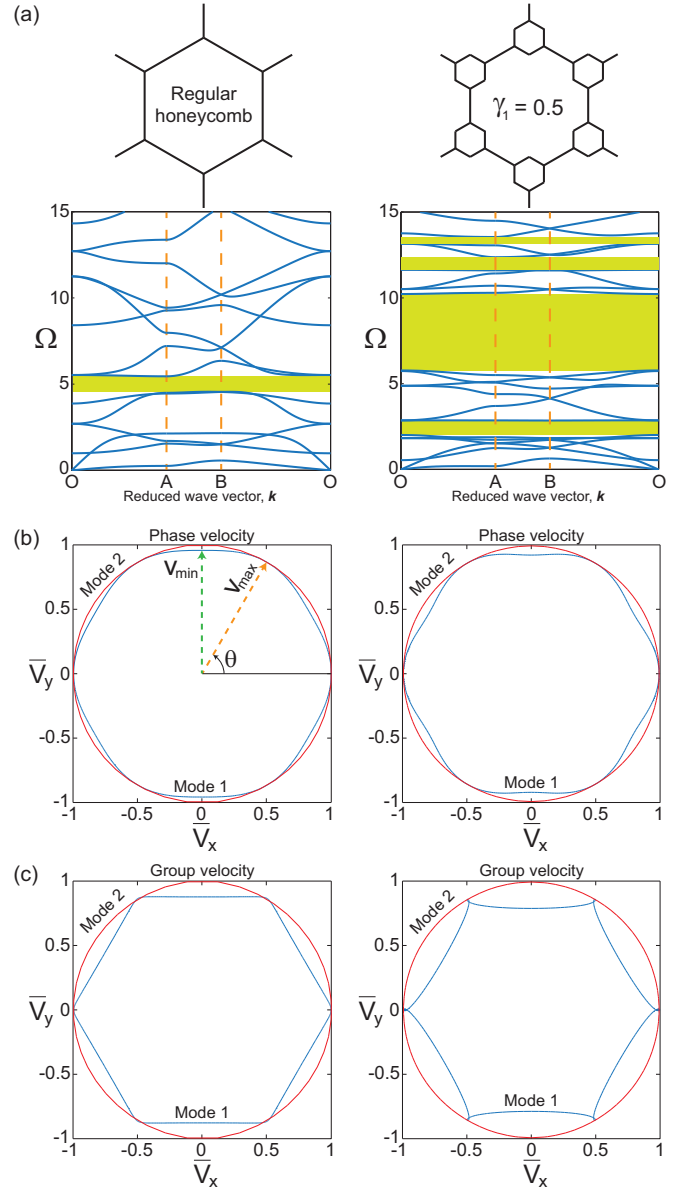 (a)
Regular
honeycomb
γ₁ = 0.5
15
10
5
0
Ω
O A B O
Reduced wave vector, k
15
10
5
0
Ω
O A B O
Reduced wave vector, k
(b)
Phase velocity
Mode 2
Vmin
Vmax
θ
Mode 1
1
0.5
0
-0.5
-1
V̅y
-1 -0.5 0 0.5 1
V̅x
Phase velocity
Mode 2
Mode 1
1
0.5
0
-0.5
-1
V̅y
-1 -0.5 0 0.5 1
V̅x
(c)
Group velocity
Mode 2
Mode 1
1
0.5
0
-0.5
-1
V̅y
-1 -0.5 0 0.5 1
V̅x
Group velocity
Mode 2
Mode 1
1
0.5
0
-0.5
-1
V̅y
-1 -0.5 0 0.5 1
V̅x